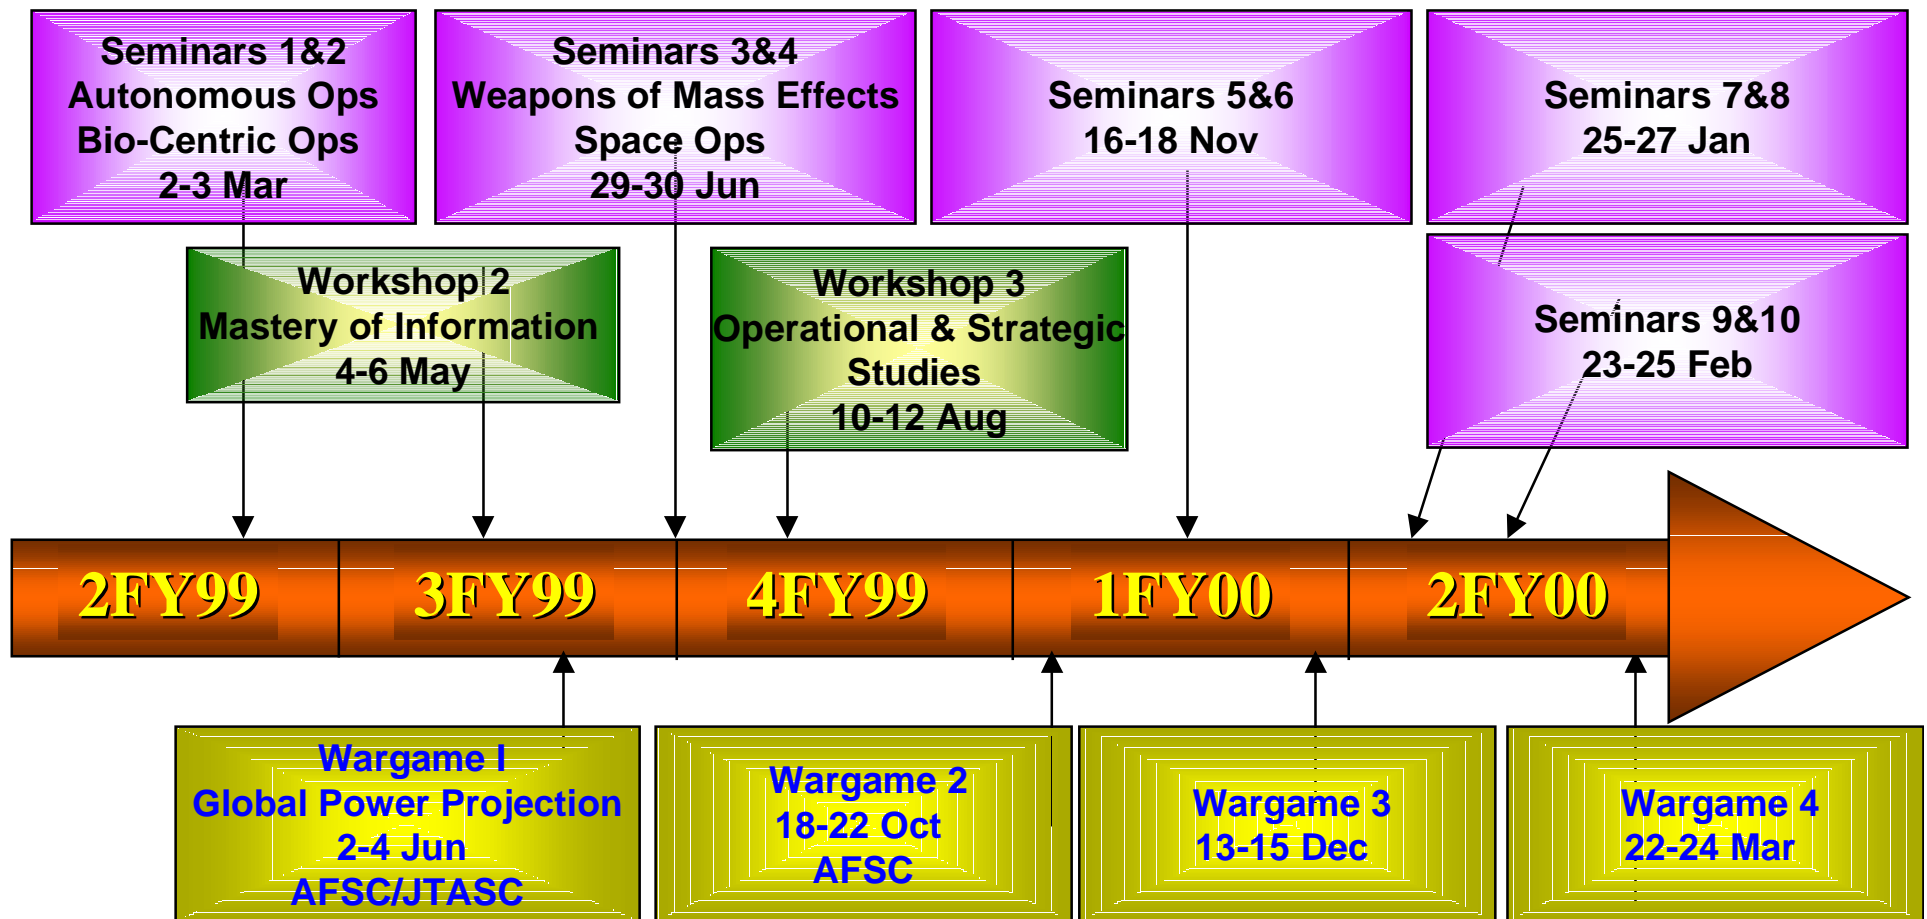 Seminars 1&2
Autonomous Ops
Bio-Centric Ops
2-3 Mar
Seminars 3&4
Weapons of Mass Effects
Space Ops
29-30 Jun
Seminars 5&6
16-18 Nov
Seminars 7&8
25-27 Jan
Workshop 2
Mastery of Information
4-6 May
Workshop 3
Operational & Strategic
Studies
10-12 Aug
Seminars 9&10
23-25 Feb
2FY99
3FY99
4FY99
1FY00
2FY00
Wargame I
Global Power Projection
2-4 Jun
AFSC/JTASC
Wargame 2
18-22 Oct
AFSC
Wargame 3
13-15 Dec
Wargame 4
22-24 Mar